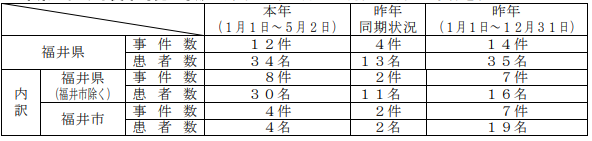 本年 昨年 昨年
(1月1日～5月2日) 同期状況 (1月1日～12月31日)
福井県 事件数 12件 4件 14件
患者数 34名 13名 35名
内訳 福井県(福井市除く) 事件数 8件 2件 7件
患者数 30名 11名 16名
福井市 事件数 4件 2件 7件
患者数 4名 2名 19名